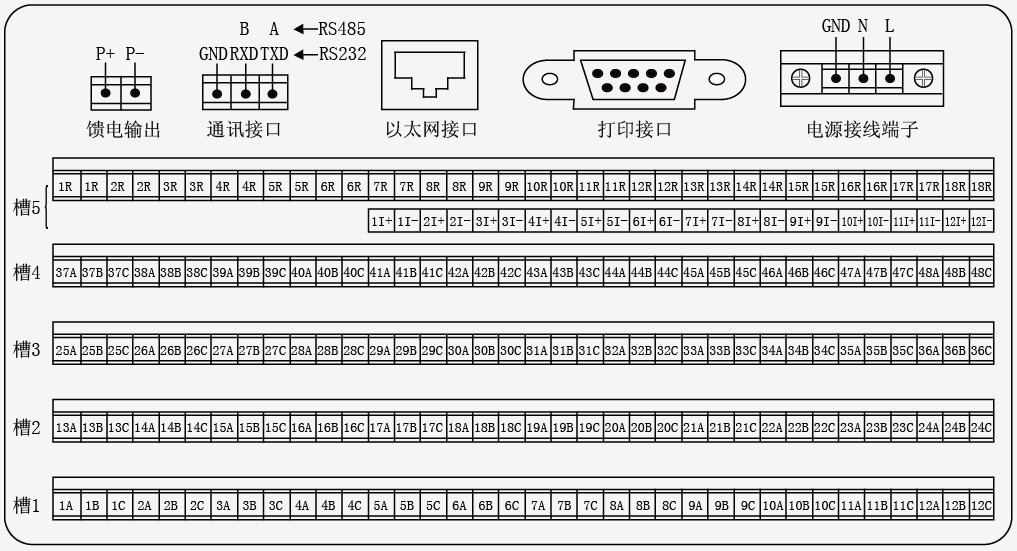 B A ←RS485
GND RXD TXD ←RS232
P+ P-
GND N L
馈电输出 通讯接口 以太网接口 打印接口 电源接线端子
槽5
1R 1R 2R 2R 3R 3R 4R 4R 5R 5R 6R 6R 7R 7R 8R 8R 9R 9R 10R 10R 11R 11R 12R 12R 13R 13R 14R 14R 15R 15R 16R 16R 17R 17R 18R 18R
1I+ 1I- 2I+ 2I- 3I+ 3I- 4I+ 4I- 5I+ 5I- 6I+ 6I- 7I+ 7I- 8I+ 8I- 9I+ 9I- 10I+ 10I- 11I+ 11I- 12I+ 12I-
槽4 37A 37B 37C 38A 38B 38C 39A 39B 39C 40A 40B 40C 41A 41B 41C 42A 42B 42C 43A 43B 43C 44A 44B 44C 45A 45B 45C 46A 46B 46C 47A 47B 47C 48A 48B 48C
槽3 25A 25B 25C 26A 26B 26C 27A 27B 27C 28A 28B 28C 29A 29B 29C 30A 30B 30C 31A 31B 31C 32A 32B 32C 33A 33B 33C 34A 34B 34C 35A 35B 35C 36A 36B 36C
槽2 13A 13B 13C 14A 14B 14C 15A 15B 15C 16A 16B 16C 17A 17B 17C 18A 18B 18C 19A 19B 19C 20A 20B 20C 21A 21B 21C 22A 22B 22C 23A 23B 23C 24A 24B 24C
槽1 1A 1B 1C 2A 2B 2C 3A 3B 3C 4A 4B 4C 5A 5B 5C 6A 6B 6C 7A 7B 7C 8A 8B 8C 9A 9B 9C 10A 10B 10C 11A 11B 11C 12A 12B 12C